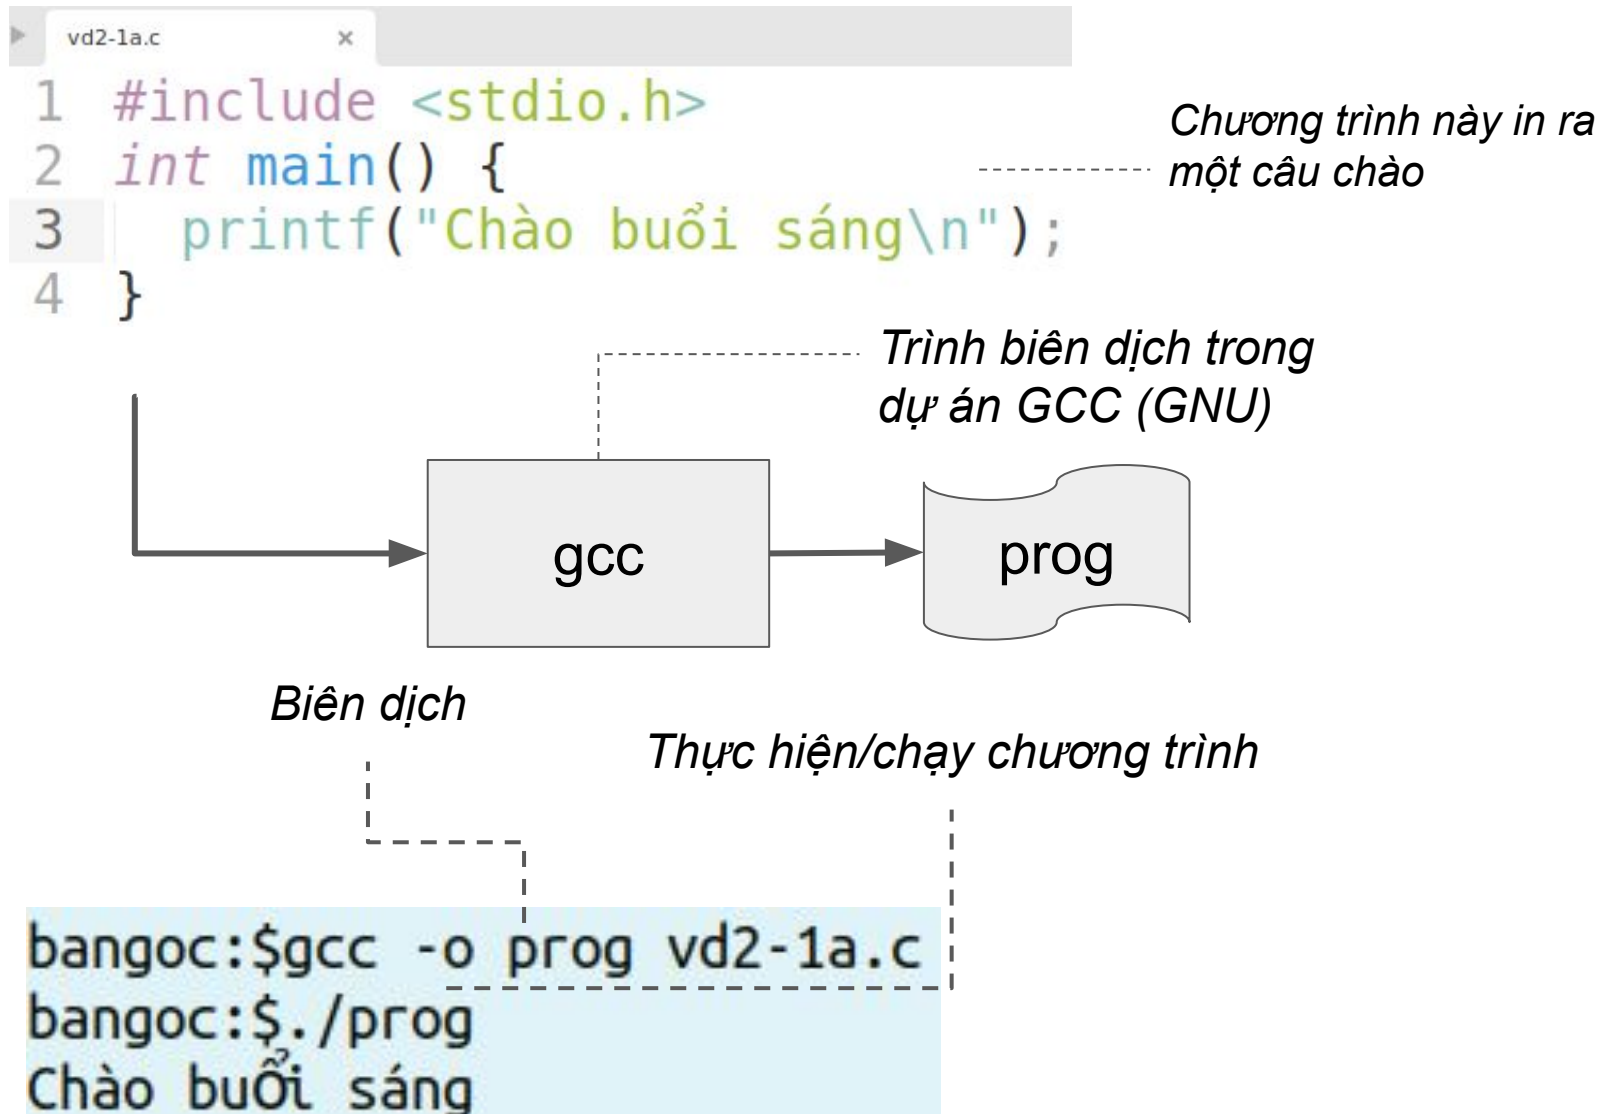 vd2-1a.c ×
1 #include <stdio.h>
2 int main() {
3 printf("Chào buổi sáng\n");
4 }
Chương trình này in ra
một câu chào
Trình biên dịch trong
dự án GCC (GNU)
gcc
prog
Biên dịch
Thực hiện/chạy chương trình
bangoc:$gcc -o prog vd2-1a.c
bangoc:$./prog
Chào buổi sáng